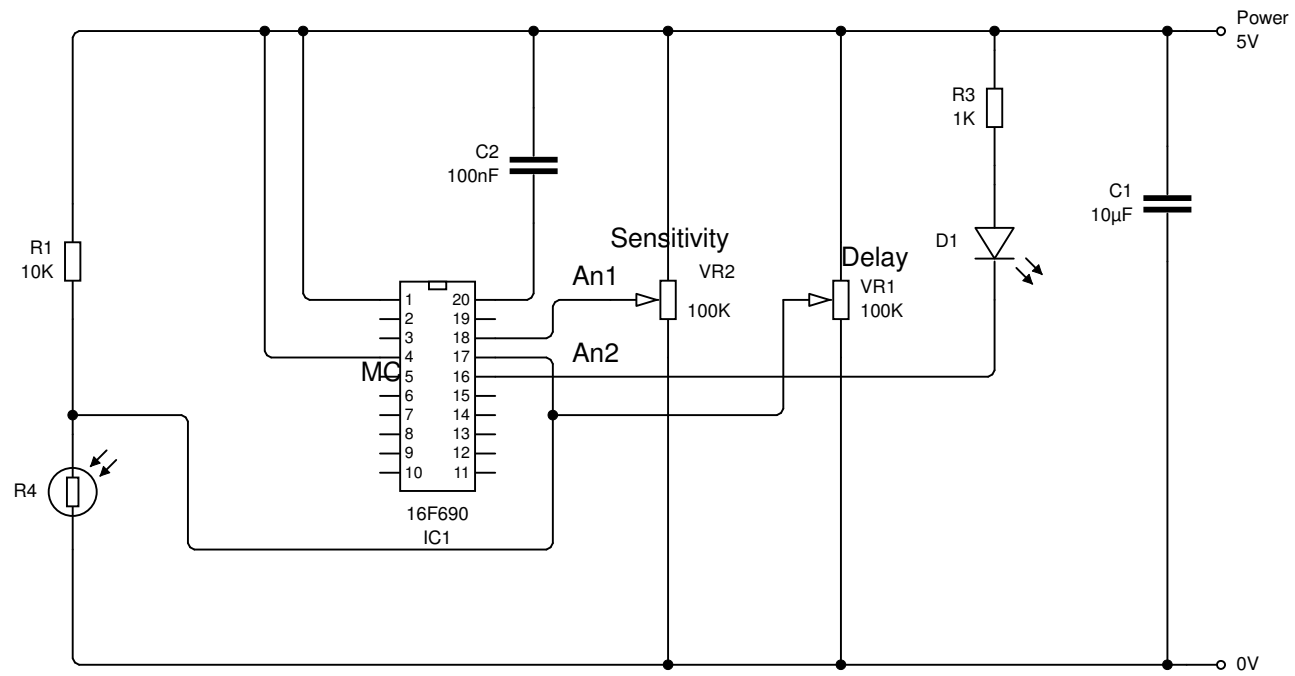 Power
5V
R3
1K
C2
100nF
C1
10µF
Sensitivity
R1
10K
D1
Delay
An1
VR2
100K
VR1
100K
1 20
2 19
3 18
4 17
An2
MC
5 16
6 15
7 14
8 13
9 12
10 11
R4
16F690
IC1
0V